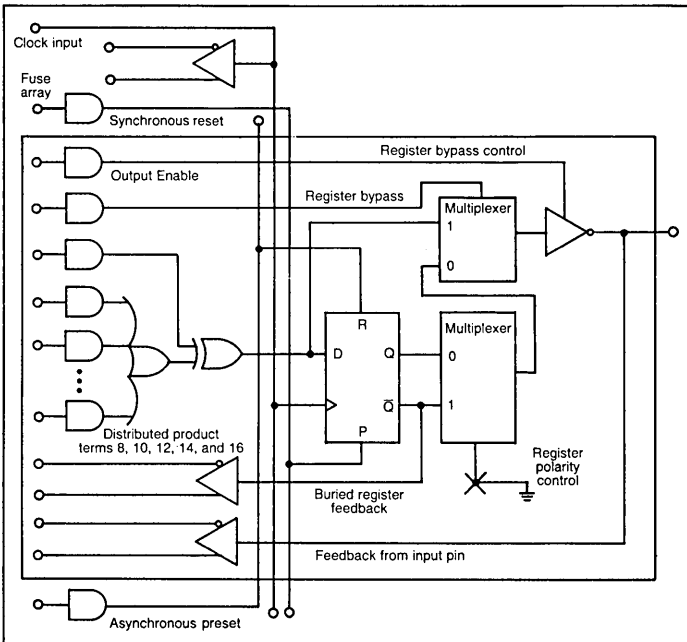 Clock input
Fuse
array
Synchronous reset
Register bypass control
Output Enable
Register bypass
Multiplexer
1
0
R
Multiplexer
D
Q
0
Q̅
1
P
Distributed product
terms 8, 10, 12, 14, and 16
Register
polarity
control
Buried register
feedback
Feedback from input pin
Asynchronous preset